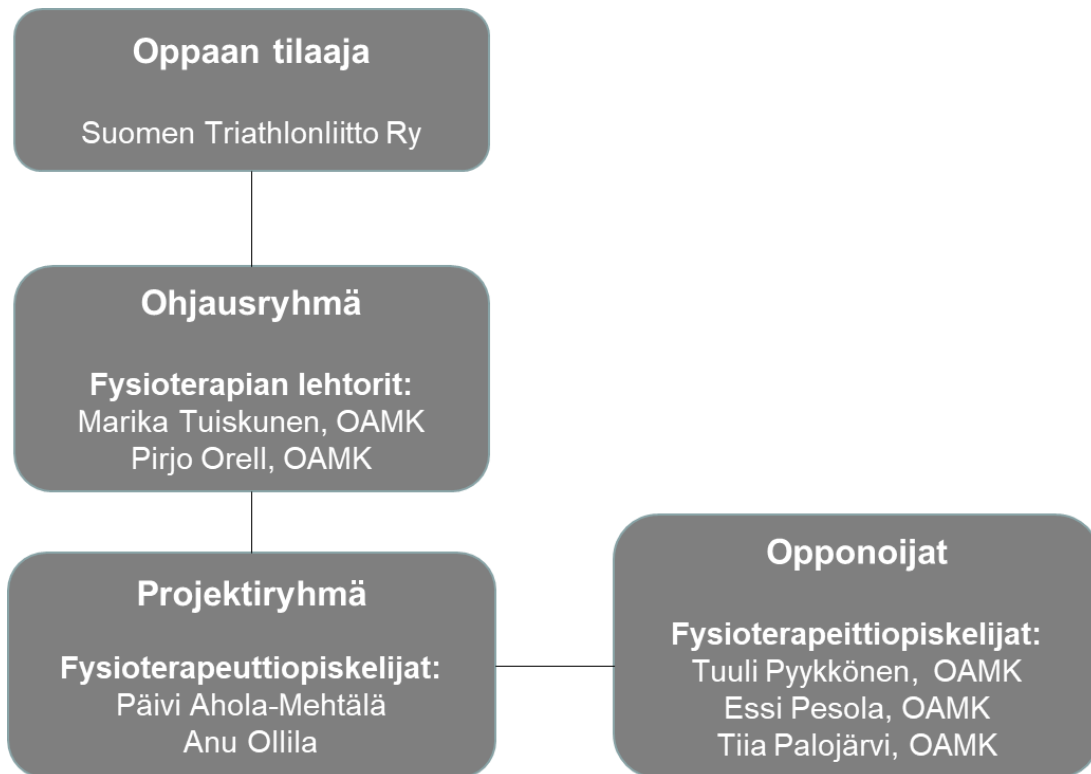 Oppaan tilaaja
Suomen Triathlonliitto Ry
Ohjausryhmä
Fysioterapian lehtorit:
Marika Tuiskunen, OAMK
Pirjo Orell, OAMK
Projektiryhmä
Fysioterapeuttiopiskelijat:
Päivi Ahola-Mehtälä
Anu Ollila
Opponoijat
Fysioterapeittiopiskelijat:
Tuuli Pyykkönen, OAMK
Essi Pesola, OAMK
Tiia Palojärvi, OAMK